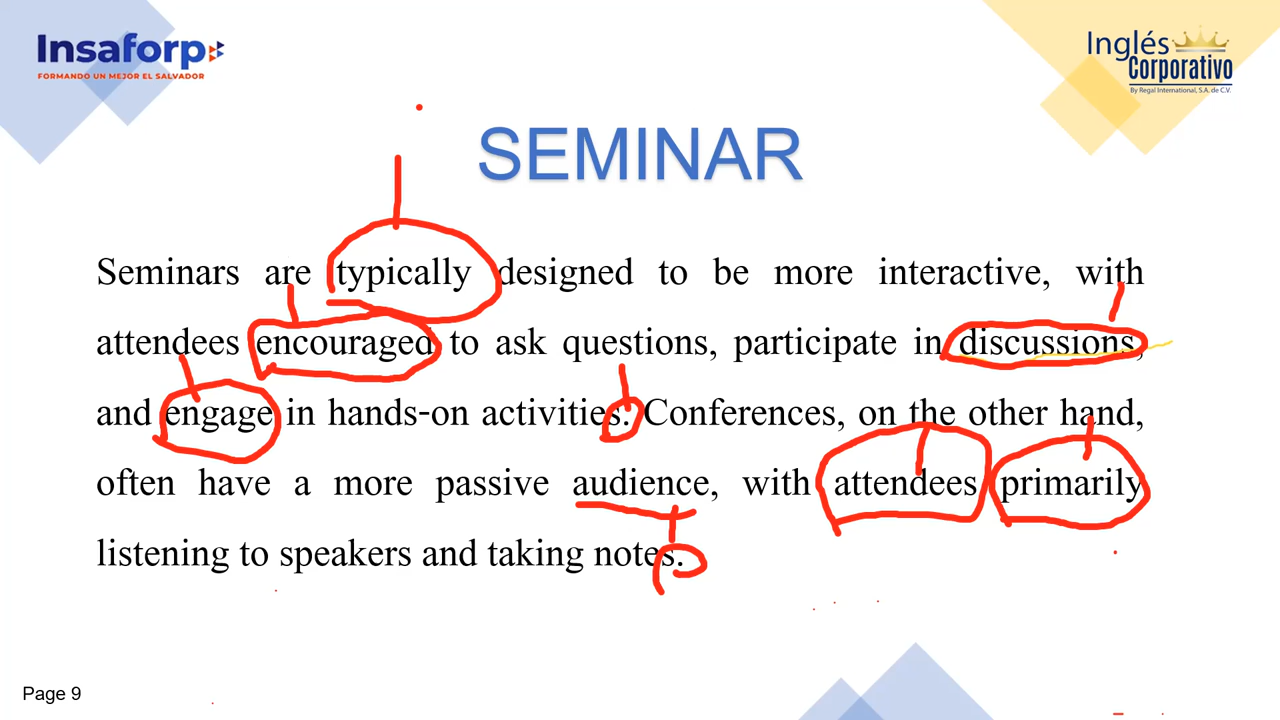 Insaforp
FORMANDO UN MEJOR EL SALVADOR
Inglés
Corporativo
By Regal International, S.A. de C.V.
SEMINAR
Seminars are typically designed to be more interactive, with
attendees encouraged to ask questions, participate in discussions,
and engage in hands-on activities. Conferences, on the other hand,
often have a more passive audience, with attendees primarily
listening to speakers and taking notes.
Page 9